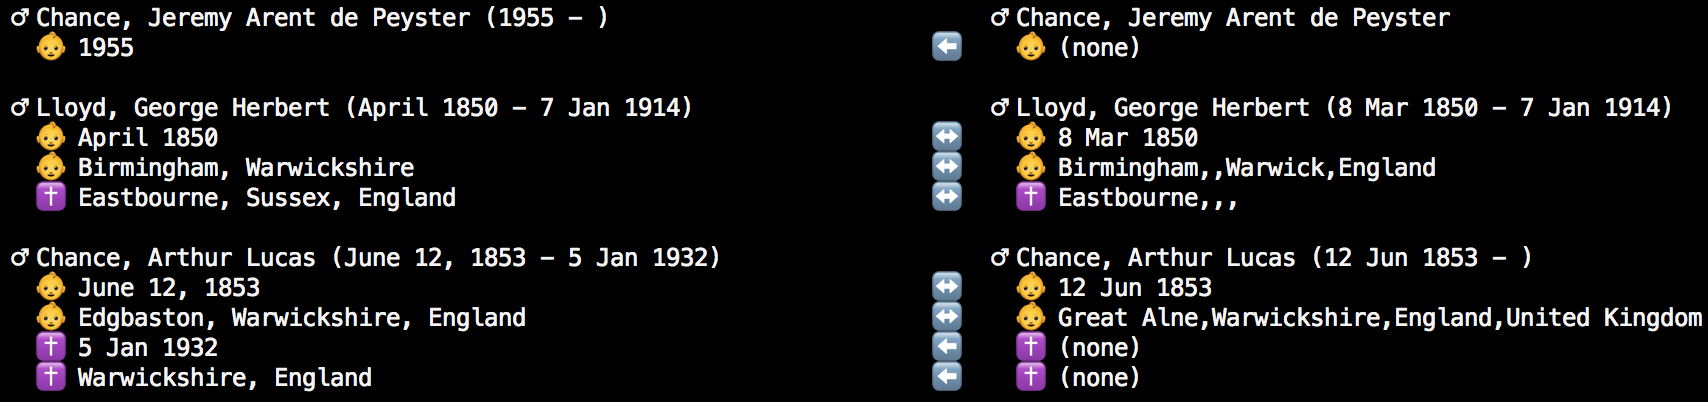 ♂ Chance, Jeremy Arent de Peyster (1955 – ) ♂ Chance, Jeremy Arent de Peyster
👶 1955 ⬅ 👶 (none)
♂ Lloyd, George Herbert (April 1850 – 7 Jan 1914) ♂ Lloyd, George Herbert (8 Mar 1850 – 7 Jan 1914)
👶 April 1850 ↔ 👶 8 Mar 1850
👶 Birmingham, Warwickshire ↔ 👶 Birmingham,,Warwick,England
✝ Eastbourne, Sussex, England ↔ ✝ Eastbourne,,,
♂ Chance, Arthur Lucas (June 12, 1853 – 5 Jan 1932) ♂ Chance, Arthur Lucas (12 Jun 1853 – )
👶 June 12, 1853 ↔ 👶 12 Jun 1853
👶 Edgbaston, Warwickshire, England ↔ 👶 Great Alne,Warwickshire,England,United Kingdom
✝ 5 Jan 1932 ⬅ ✝ (none)
✝ Warwickshire, England ⬅ ✝ (none)